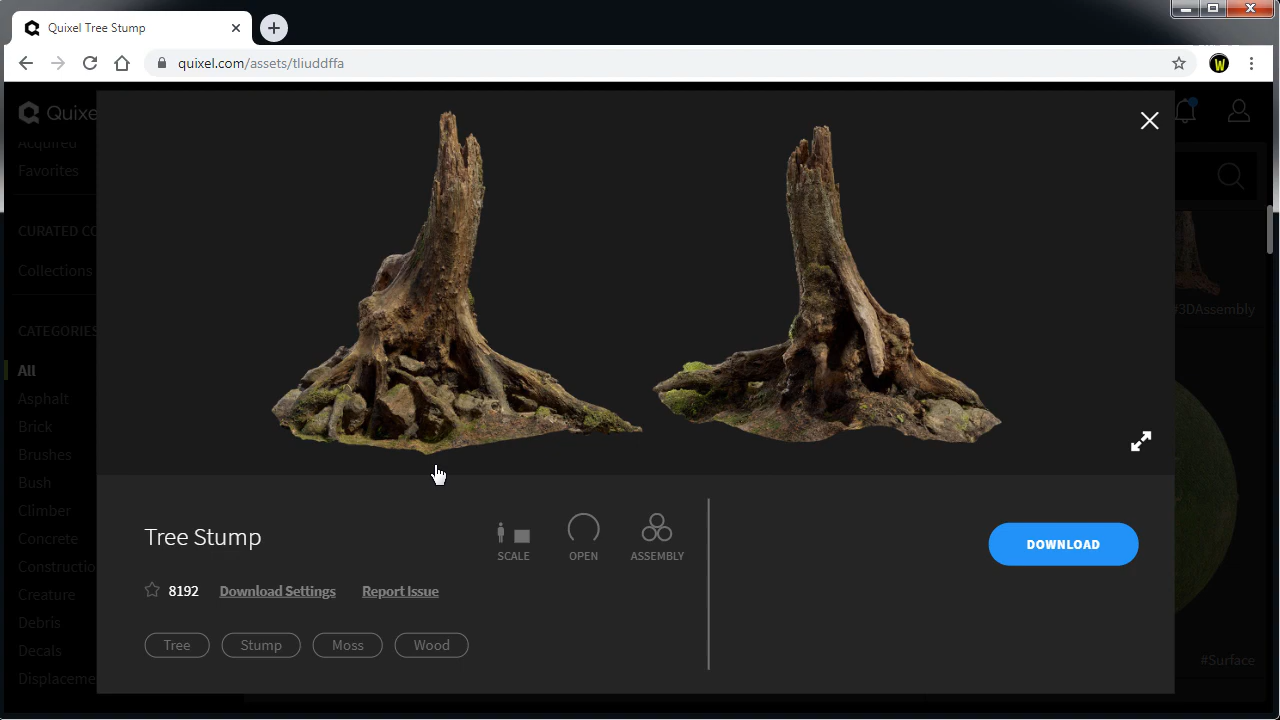 Quixel Tree Stump
quixel.com/assets/tliuddffa
W
Quixe
Acquired
Favorites
CURATED CO
Collections
CATEGORIES
All
Asphalt
Brick
Brushes
Bush
Climber
Concrete
Constructio
Creature
Debris
Decals
Displaceme
#3DAssembly
#Surface
Tree Stump
SCALE
OPEN
ASSEMBLY
DOWNLOAD
8192
Download Settings
Report Issue
Tree
Stump
Moss
Wood